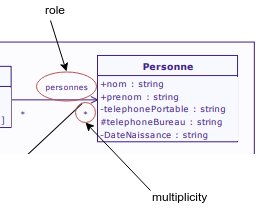 role
Personne
personnes
+nom : string
+prenom : string
-telephonePortable : string
#telephoneBureau : string
-DateNaissance : string
*
*
]
multiplicity